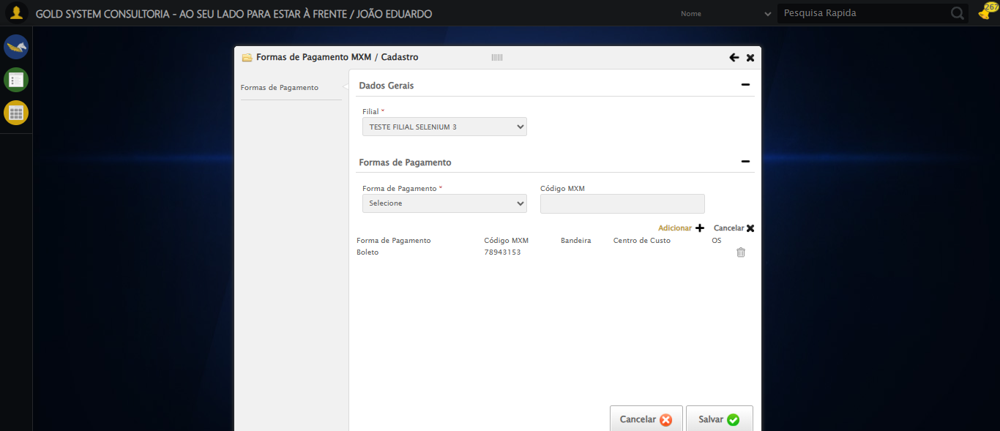 GOLD SYSTEM CONSULTORIA - AO SEU LADO PARA ESTAR À FRENTE / JOÃO EDUARDO
Nome
Pesquisa Rapida
267
Formas de Pagamento MXM / Cadastro
Formas de Pagamento
Dados Gerais
Filial *
TESTE FILIAL SELENIUM 3
Formas de Pagamento
Forma de Pagamento * Código MXM
Selecione
Adicionar Cancelar
Forma de Pagamento Código MXM Bandeira Centro de Custo OS
Boleto 78943153
Cancelar Salvar